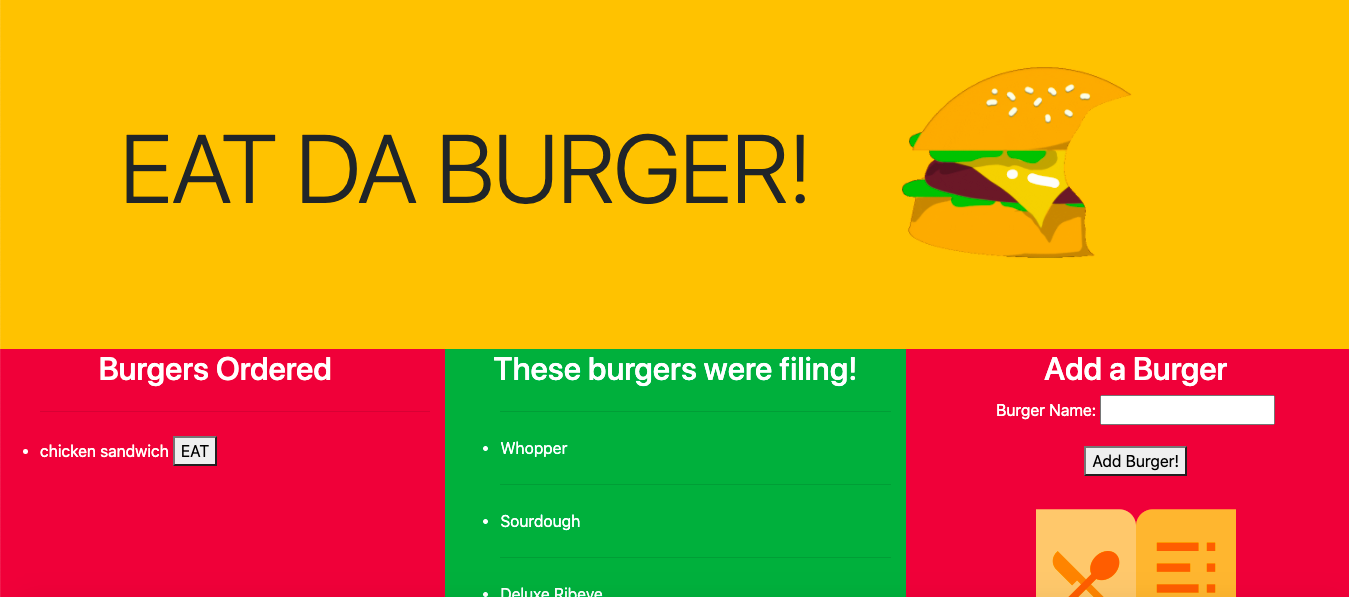 EAT DA BURGER!
Burgers Ordered
chicken sandwich EAT
These burgers were filing!
Whopper
Sourdough
Deluxe Ribeye
Add a Burger
Burger Name:
Add Burger!